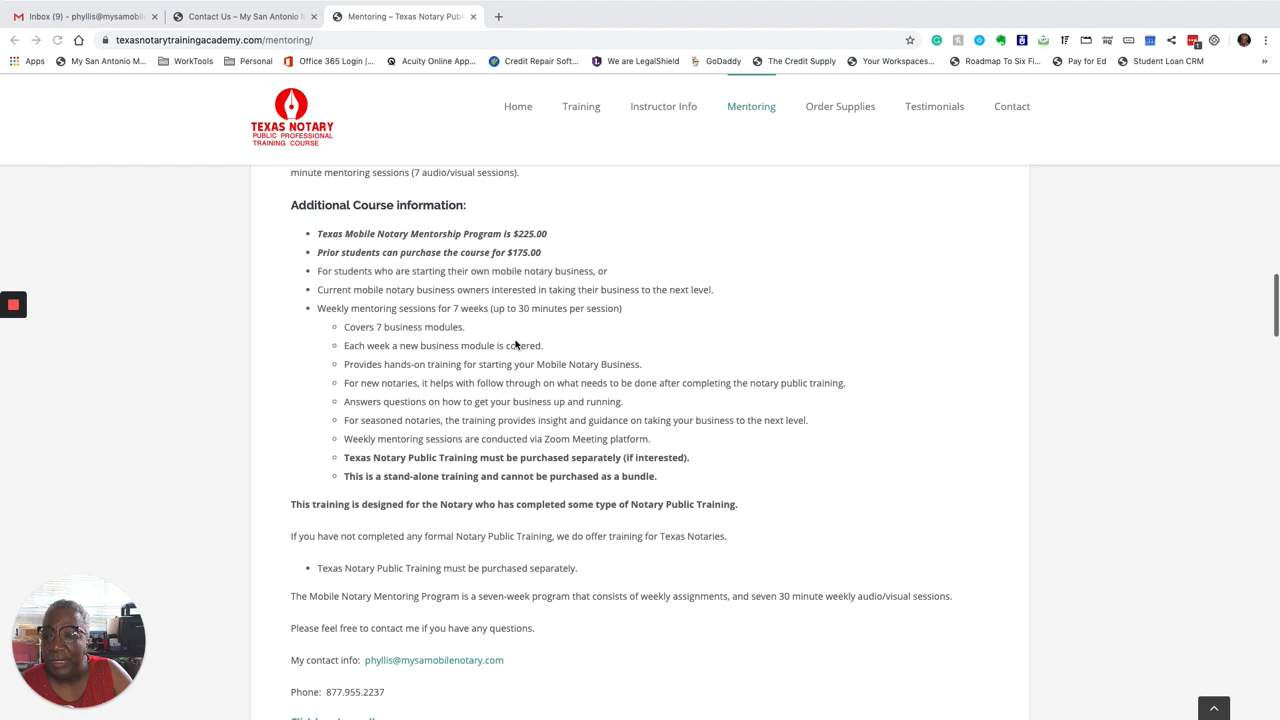 Inbox (9) - phyllis@mysamobil
Contact Us – My San Antonio
Mentoring – Texas Notary Publ
texasnotarytrainingacademy.com/mentoring/
Apps
My San Antonio M...
WorkTools
Personal
Office 365 Login |...
Acuity Online App...
Credit Repair Soft...
We are LegalShield
GoDaddy
The Credit Supply
Your Workspaces...
Roadmap To Six Fi...
Pay for Ed
Student Loan CRM
TEXAS NOTARY
PUBLIC PROFESSIONAL
TRAINING COURSE
Home
Training
Instructor Info
Mentoring
Order Supplies
Testimonials
Contact
minute mentoring sessions (7 audio/visual sessions).
Additional Course information:
Texas Mobile Notary Mentorship Program is $225.00
Prior students can purchase the course for $175.00
For students who are starting their own mobile notary business, or
Current mobile notary business owners interested in taking their business to the next level.
Weekly mentoring sessions for 7 weeks (up to 30 minutes per session)
Covers 7 business modules.
Each week a new business module is covered.
Provides hands-on training for starting your Mobile Notary Business.
For new notaries, it helps with follow through on what needs to be done after completing the notary public training.
Answers questions on how to get your business up and running.
For seasoned notaries, the training provides insight and guidance on taking your business to the next level.
Weekly mentoring sessions are conducted via Zoom Meeting platform.
Texas Notary Public Training must be purchased separately (if interested).
This is a stand-alone training and cannot be purchased as a bundle.
This training is designed for the Notary who has completed some type of Notary Public Training.
If you have not completed any formal Notary Public Training, we do offer training for Texas Notaries.
Texas Notary Public Training must be purchased separately.
The Mobile Notary Mentoring Program is a seven-week program that consists of weekly assignments, and seven 30 minute weekly audio/visual sessions.
Please feel free to contact me if you have any questions.
My contact info: phyllis@mysamobilenotary.com
Phone: 877.955.2237